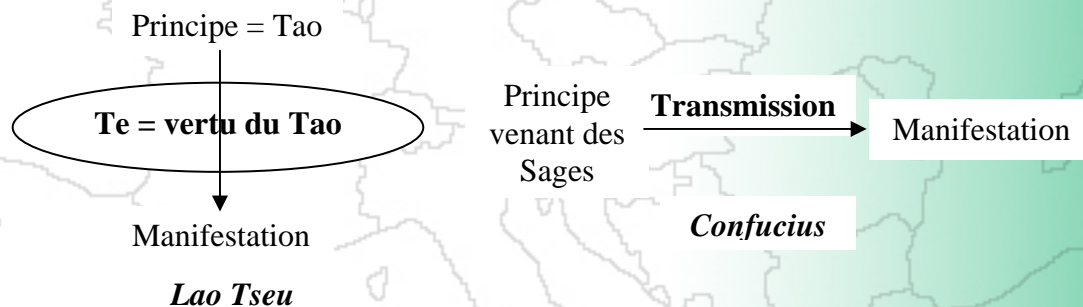 Principe = Tao
Te = vertu du Tao
Manifestation
Lao Tseu
Principe
venant des
Sages
Transmission
Manifestation
Confucius